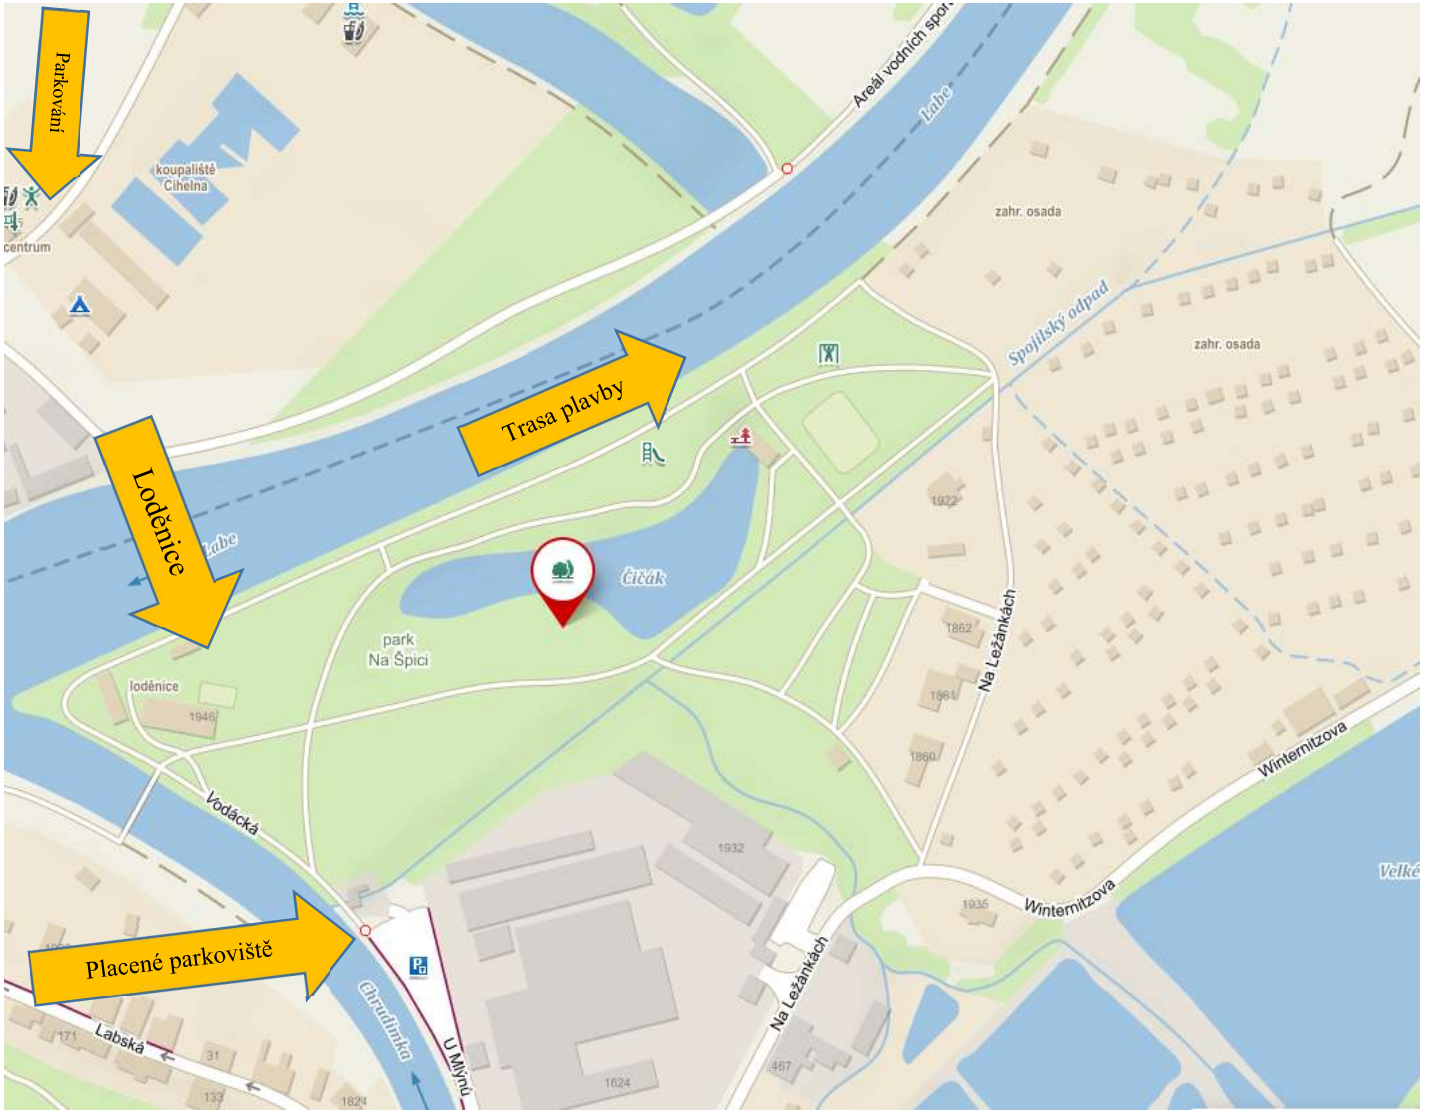 Parkování
Areál vodních spor
Labe
koupaliště
Cihelna
centrum
zahr. osada
Spojilský odpad
zahr. osada
Trasa plavby
Loděnice
Labe
1922
Čičák
park
Na Špici
1862
Na Ležánkách
loděnice
1861
1946
1860
Winternitzova
Vodácká
1932
Velké
1935
Winternitzova
Placené parkoviště
P
Na Ležánkách
Chrudimka
Labská
171
31
133
1824
U Mlýnů
1624
467